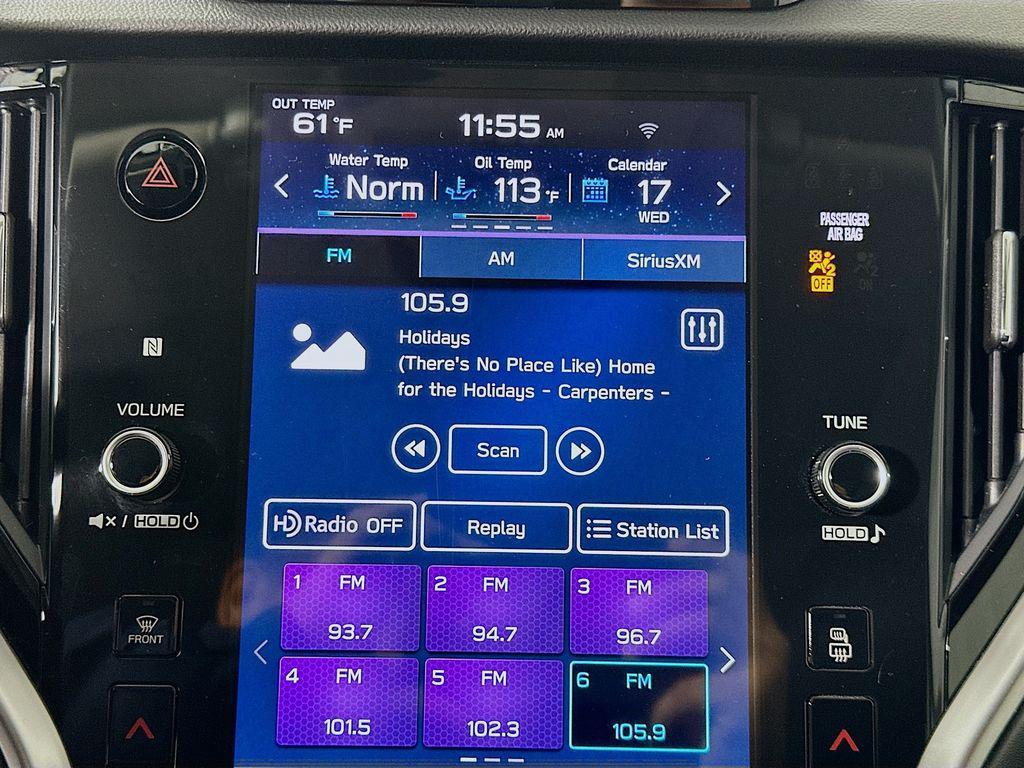 OUT TEMP
61°F
11:55 AM
Water Temp
Norm
Oil Temp
113°F
Calendar
17
WED
PASSENGER
AIR BAG
OFF
ON
FM
AM
SiriusXM
105.9
Holidays
(There's No Place Like) Home
for the Holidays - Carpenters -
N
VOLUME
TUNE
Scan
HOLD
HOLD
HD Radio OFF
Replay
Station List
1 FM
93.7
2 FM
94.7
3 FM
96.7
FRONT
4 FM
101.5
5 FM
102.3
6 FM
105.9